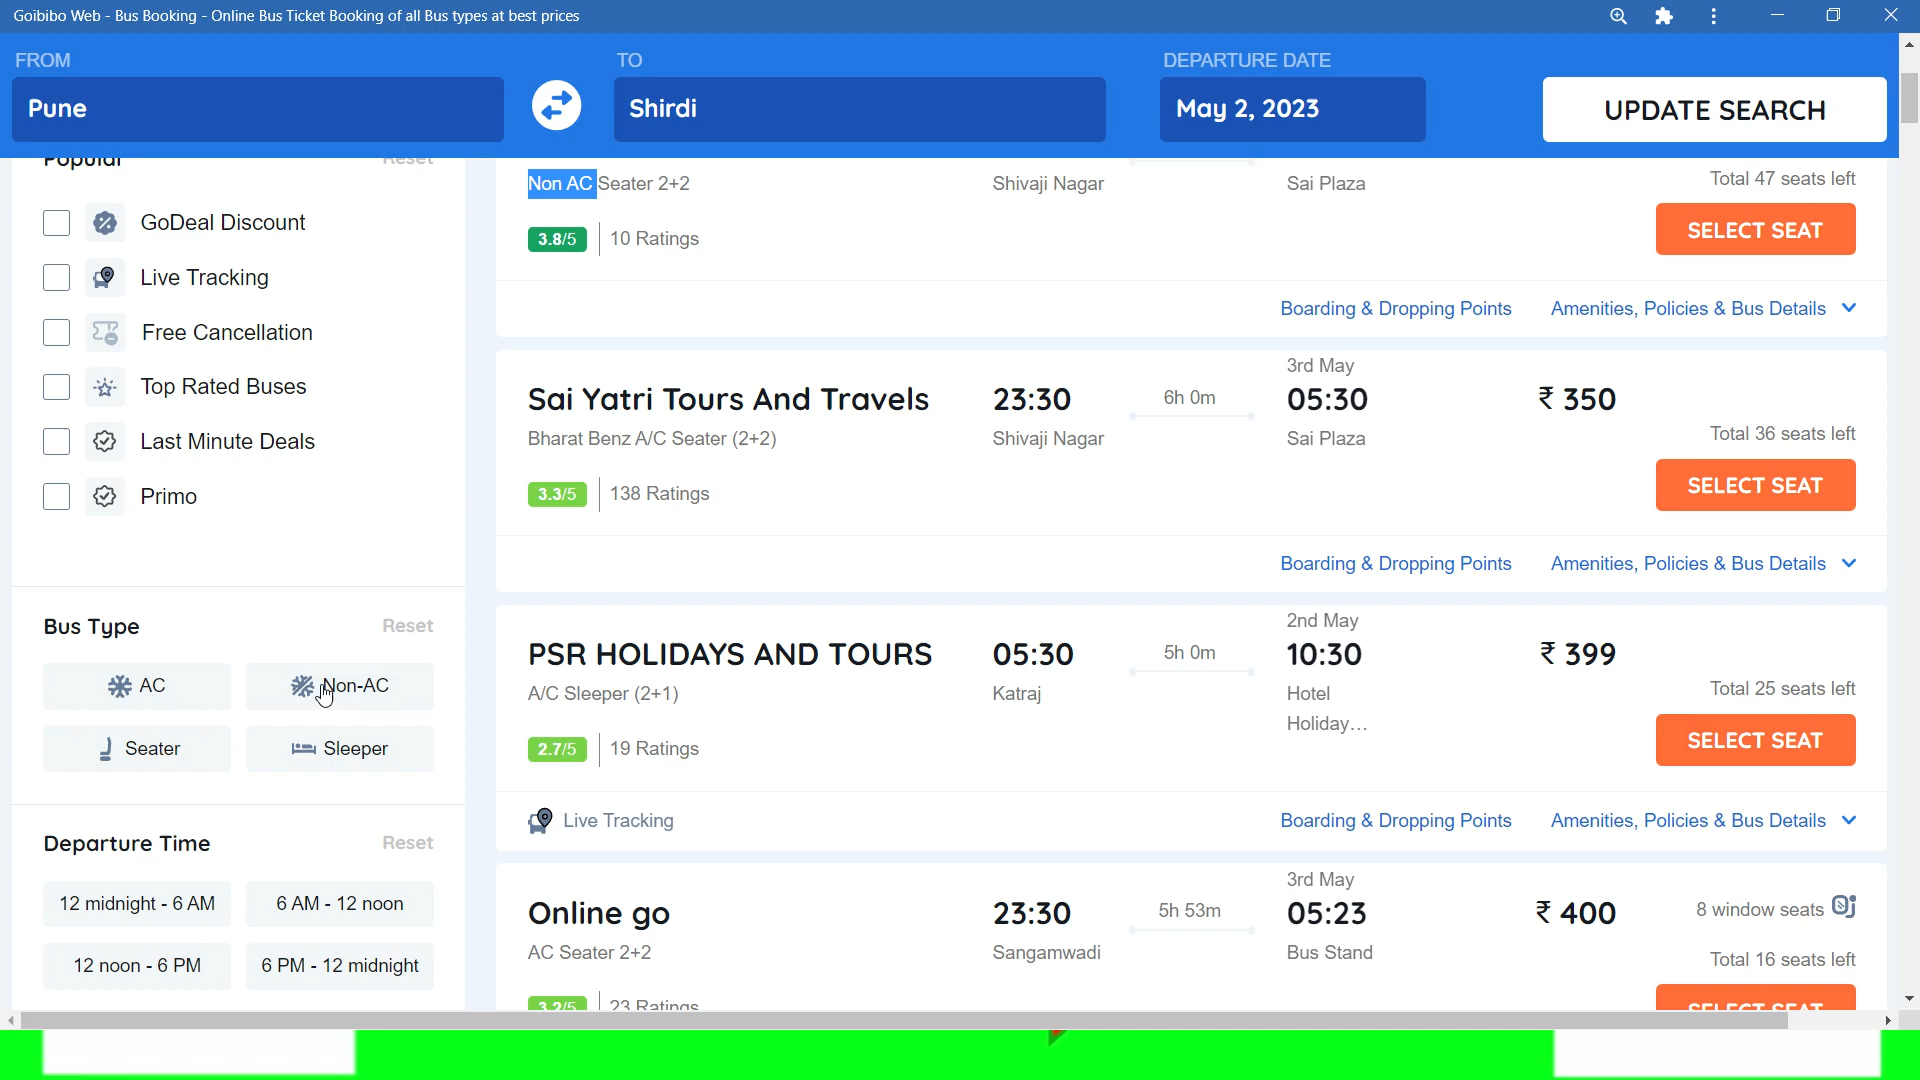 Goibibo Web - Bus Booking - Online Bus Ticket Booking of all Bus types at best prices
FROM
TO
DEPARTURE DATE
Pune
Shirdi
May 2, 2023
UPDATE SEARCH
Popular
Reset
GoDeal Discount
Live Tracking
Free Cancellation
Top Rated Buses
Last Minute Deals
Primo
Bus Type
Reset
AC
Non-AC
Seater
Sleeper
Departure Time
Reset
12 midnight - 6 AM
6 AM - 12 noon
12 noon - 6 PM
6 PM - 12 midnight
Non AC Seater 2+2
Shivaji Nagar
Sai Plaza
Total 47 seats left
3.8/5
10 Ratings
SELECT SEAT
Boarding & Dropping Points
Amenities, Policies & Bus Details
3rd May
Sai Yatri Tours And Travels
23:30
6h 0m
05:30
₹ 350
Bharat Benz A/C Seater (2+2)
Shivaji Nagar
Sai Plaza
Total 36 seats left
3.3/5
138 Ratings
SELECT SEAT
Boarding & Dropping Points
Amenities, Policies & Bus Details
2nd May
PSR HOLIDAYS AND TOURS
05:30
5h 0m
10:30
₹ 399
A/C Sleeper (2+1)
Katraj
Hotel
Holiday...
Total 25 seats left
2.7/5
19 Ratings
SELECT SEAT
Live Tracking
Boarding & Dropping Points
Amenities, Policies & Bus Details
3rd May
Online go
23:30
5h 53m
05:23
₹ 400
8 window seats
AC Seater 2+2
Sangamwadi
Bus Stand
Total 16 seats left
3.2/5
23 Ratings
SELECT SEAT